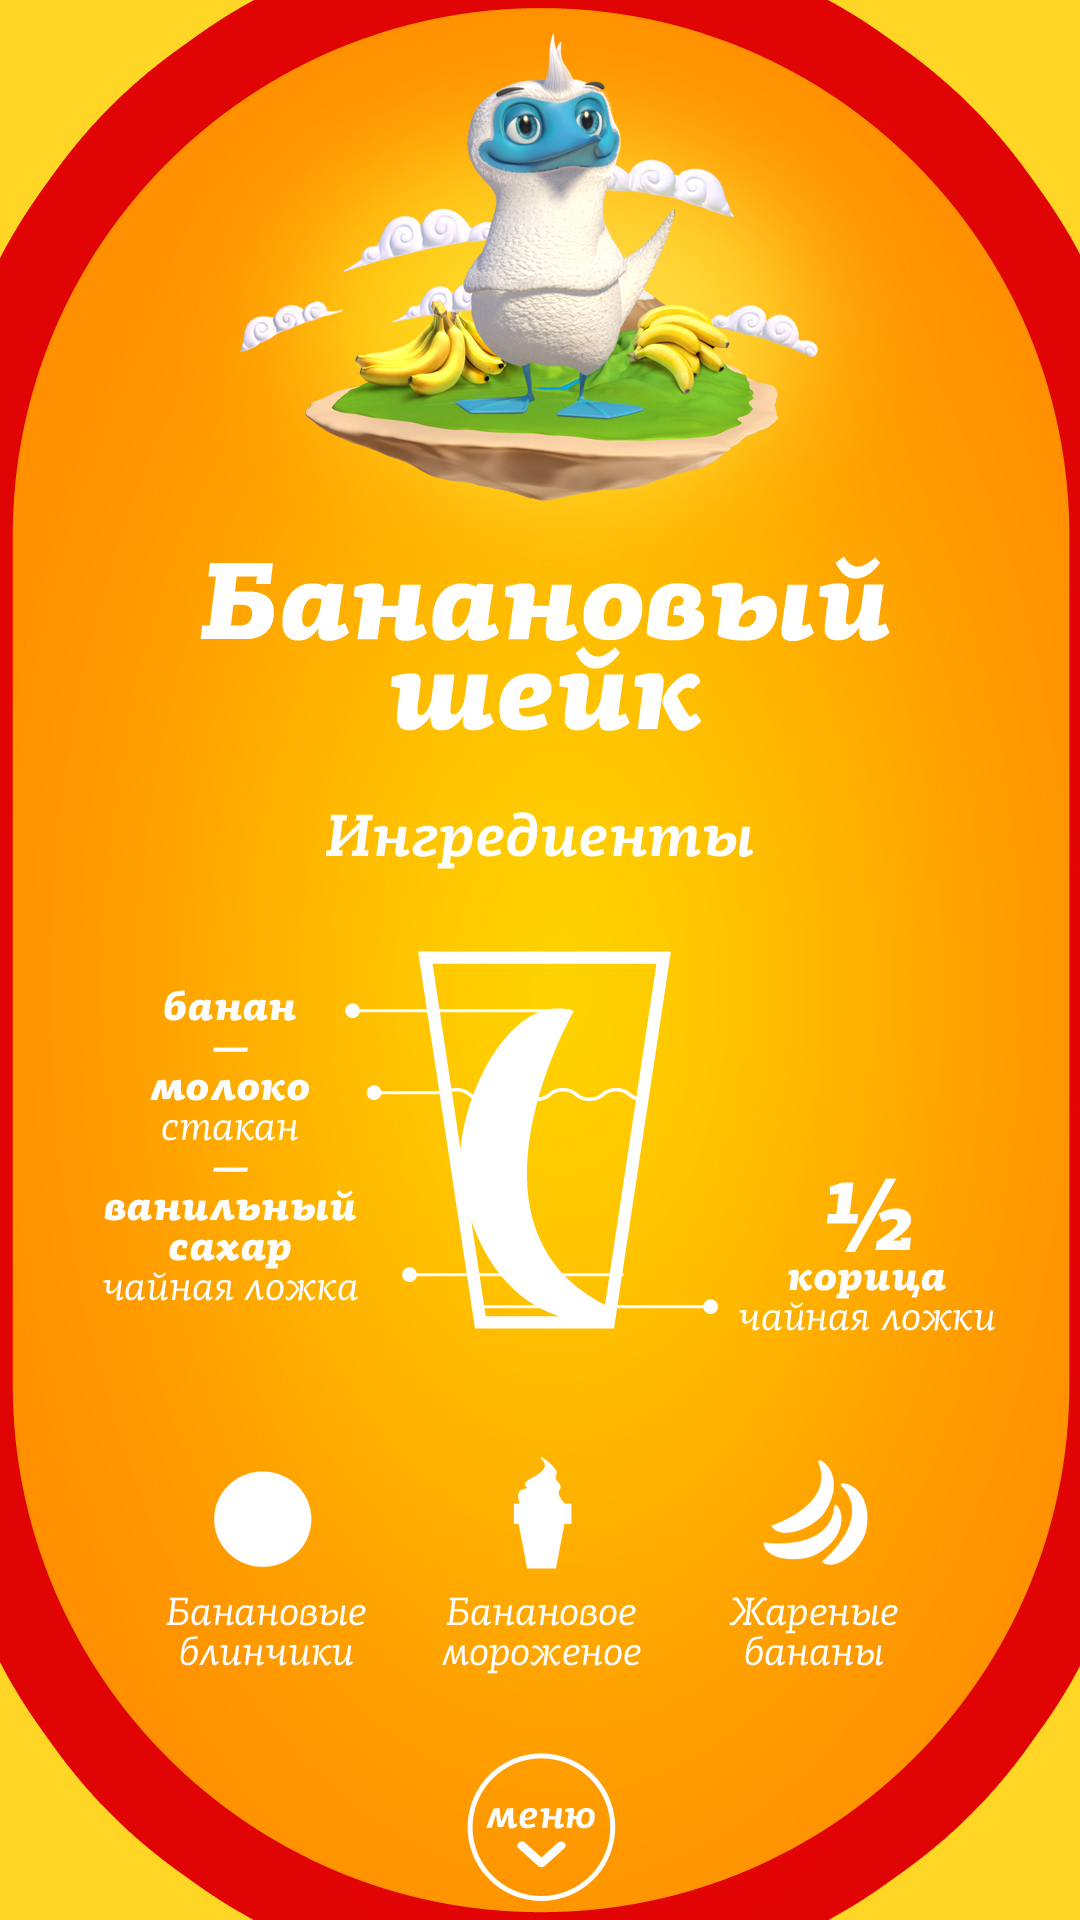 Банановый
шейк
Ингредиенты
банан
—
молоко
стакан
—
ванильный
сахар
чайная ложка
½
корица
чайная ложки
Банановые
блинчики
Банановое
мороженое
Жареные
бананы
меню